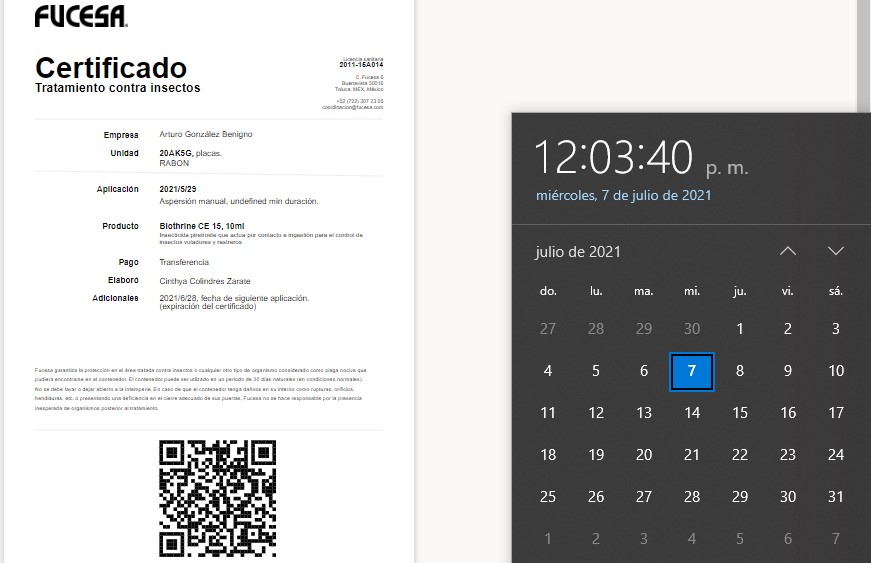 FUCESA
Certificado
Tratamiento contra insectos
Licencia sanitaria
2011-15A014
C. Fucesa 5
Buenavista 50016
Toluca, MEX, México
+52 (722) 207 23 05
coordinacion@fucesa.com
Empresa Arturo González Benigno
Unidad 20AK5G, placas.
RABON
Aplicación 2021/5/29
Aspersión manual, undefined min duración.
Producto Biothrine CE 15, 10ml
Insecticida piretroide que actua por contacto e ingestión para el control de
insectos voladores y rastreros
Pago Transferencia
Elaboró Cinthya Colindres Zarate
Adicionales 2021/6/28, fecha de siguiente aplicación.
(expiración del certificado)
Fucesa garantiza la protección en el área tratada contra insectos o cualquier otro tipo de organismo considerado como plaga nociva que
pudiera encontrarse en el contenedor. El contenedor puede ser utilizado en un periodo de 30 días naturales (en condiciones normales).
No se debe lavar o dejar abierto a la intemperie. En caso de que el contenedor tenga daños en su interior como rupturas, orificios,
hendiduras, etc. o presentando una deficiencia en el cierre adecuado de sus puertas, Fucesa no se hace responsable por la presencia
inesperada de organismos posterior al tratamiento.
12:03:40 p. m.
miércoles, 7 de julio de 2021
julio de 2021
do. lu. ma. mi. ju. vi. sá.
27 28 29 30 1 2 3
4 5 6 7 8 9 10
11 12 13 14 15 16 17
18 19 20 21 22 23 24
25 26 27 28 29 30 31
1 2 3 4 5 6 7